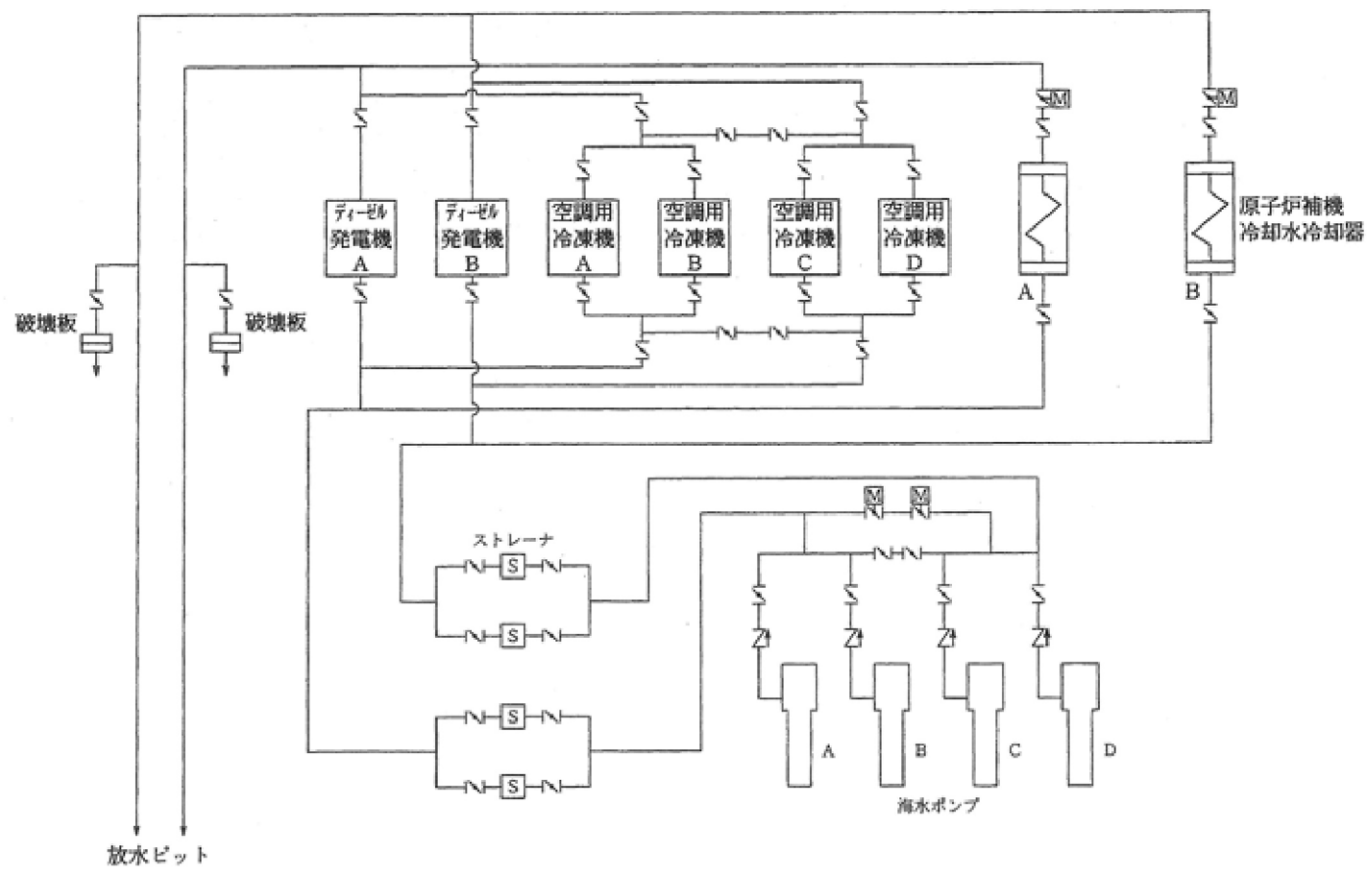 M
M
ディーゼル
発電機
A
ディーゼル
発電機
B
空調用
冷凍機
A
空調用
冷凍機
B
空調用
冷凍機
C
空調用
冷凍機
D
A
B
原子炉補機
冷却水冷却器
破壊板
破壊板
M
M
ストレーナ
S
S
S
S
A
B
C
D
海水ポンプ
放水ピット